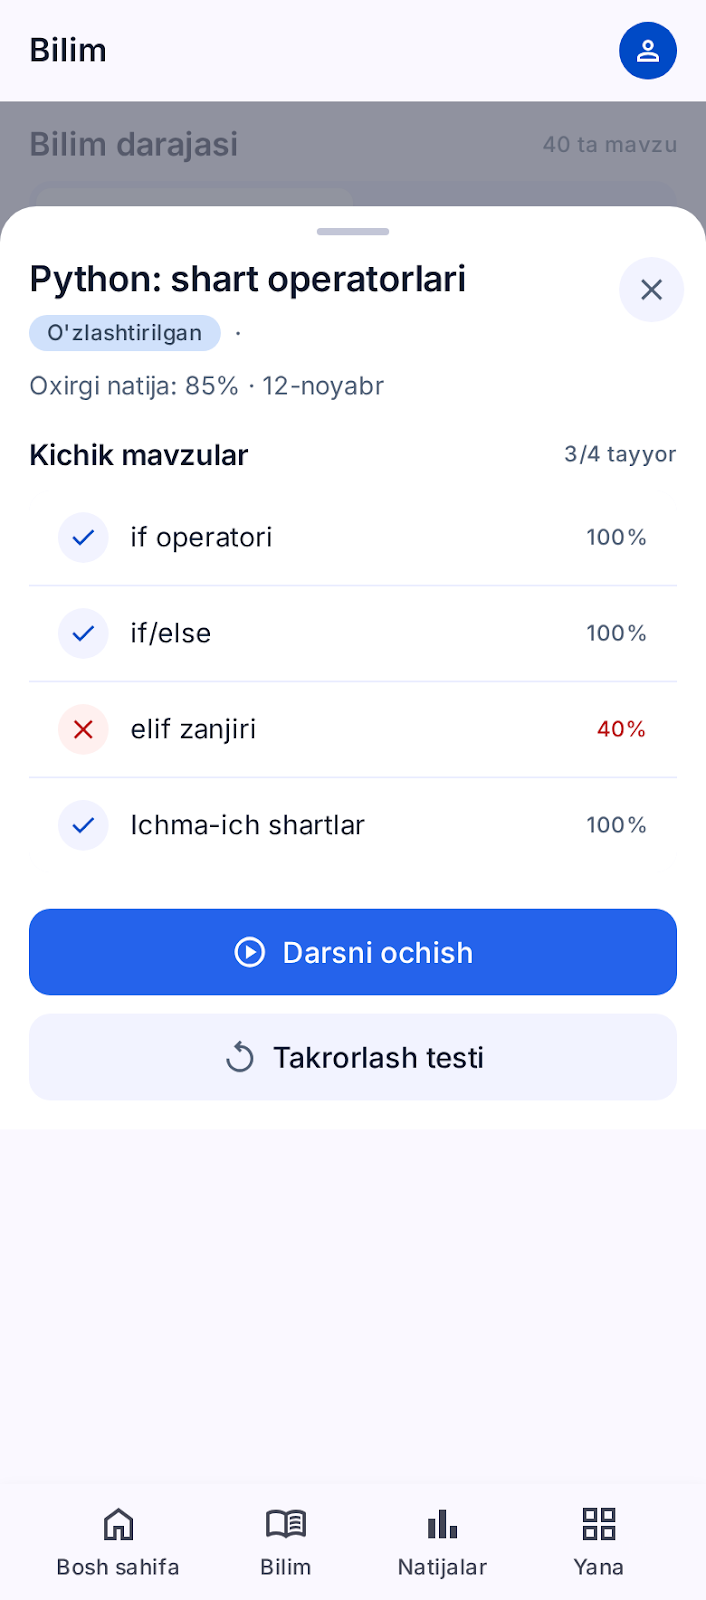 Bilim
Bilim darajasi
40 ta mavzu
Python: shart operatorlari
O'zlashtirilgan ·
Oxirgi natija: 85% · 12-noyabr
Kichik mavzular
3/4 tayyor
if operatori
100%
if/else
100%
elif zanjiri
40%
Ichma-ich shartlar
100%
Darsni ochish
Takrorlash testi
Bosh sahifa
Bilim
Natijalar
Yana